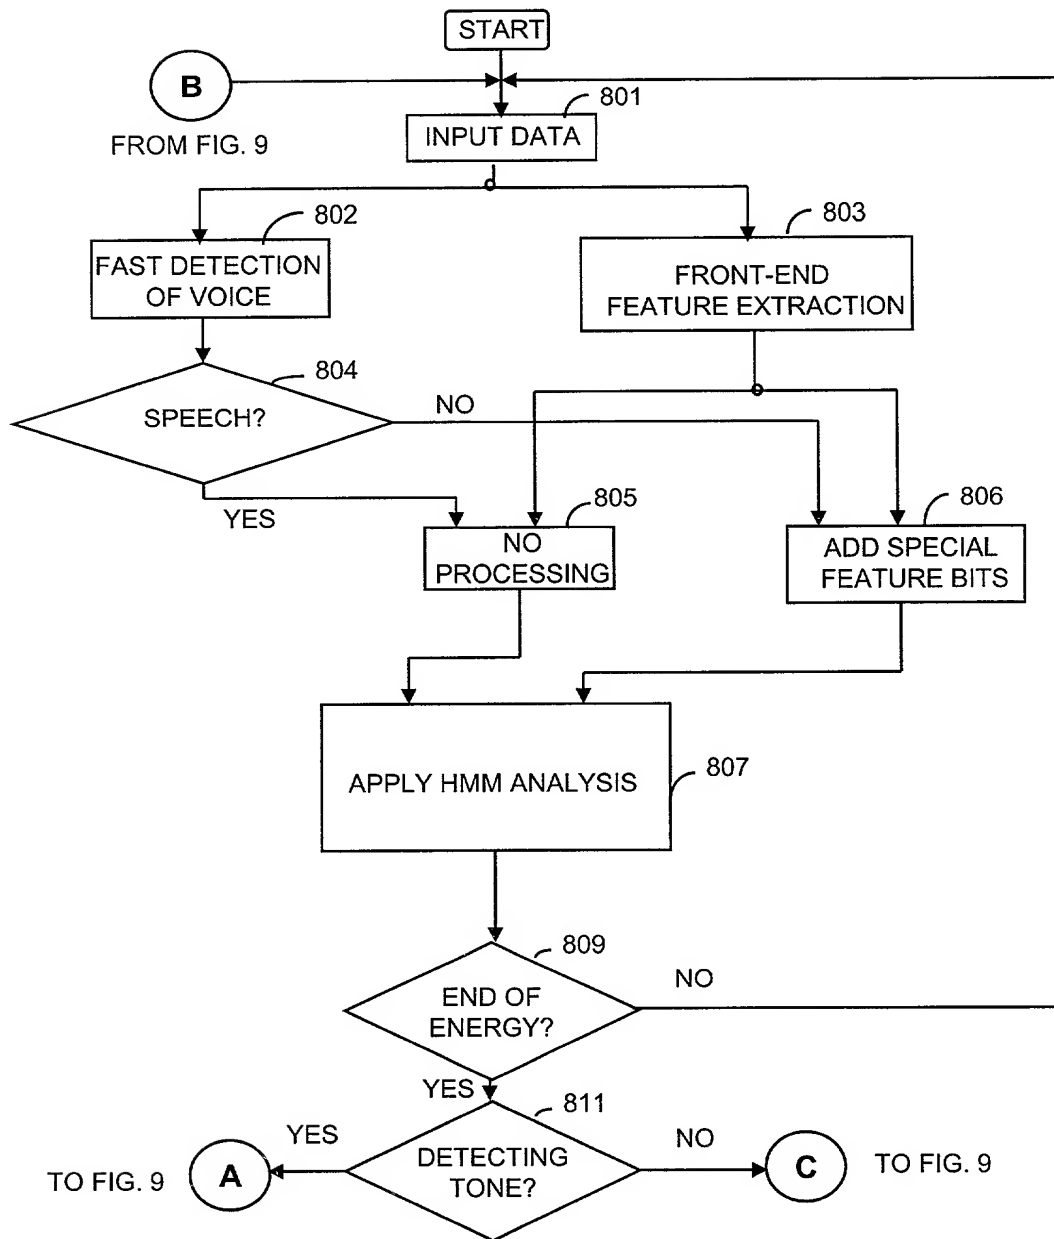 START
B
FROM FIG. 9
801
INPUT DATA
802
FAST DETECTION
OF VOICE
803
FRONT-END
FEATURE EXTRACTION
804
SPEECH?
NO
YES
805
NO
PROCESSING
806
ADD SPECIAL
FEATURE BITS
APPLY HMM ANALYSIS
807
809
END OF
ENERGY?
NO
YES
811
DETECTING
TONE?
YES
NO
TO FIG. 9
A
C
TO FIG. 9